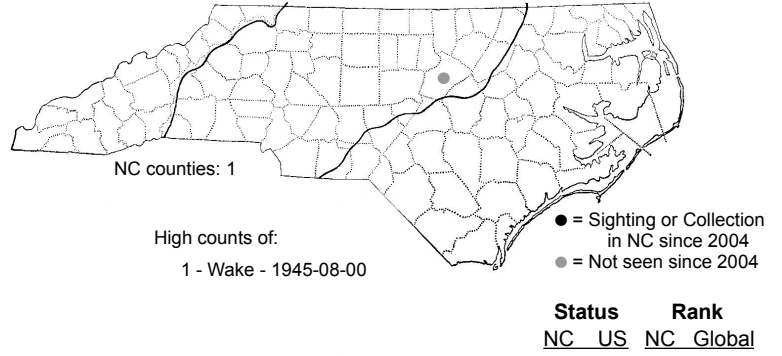 NC counties: 1
High counts of:
1 - Wake - 1945-08-00
● = Sighting or Collection
in NC since 2004
● = Not seen since 2004
Status Rank
NC US NC Global